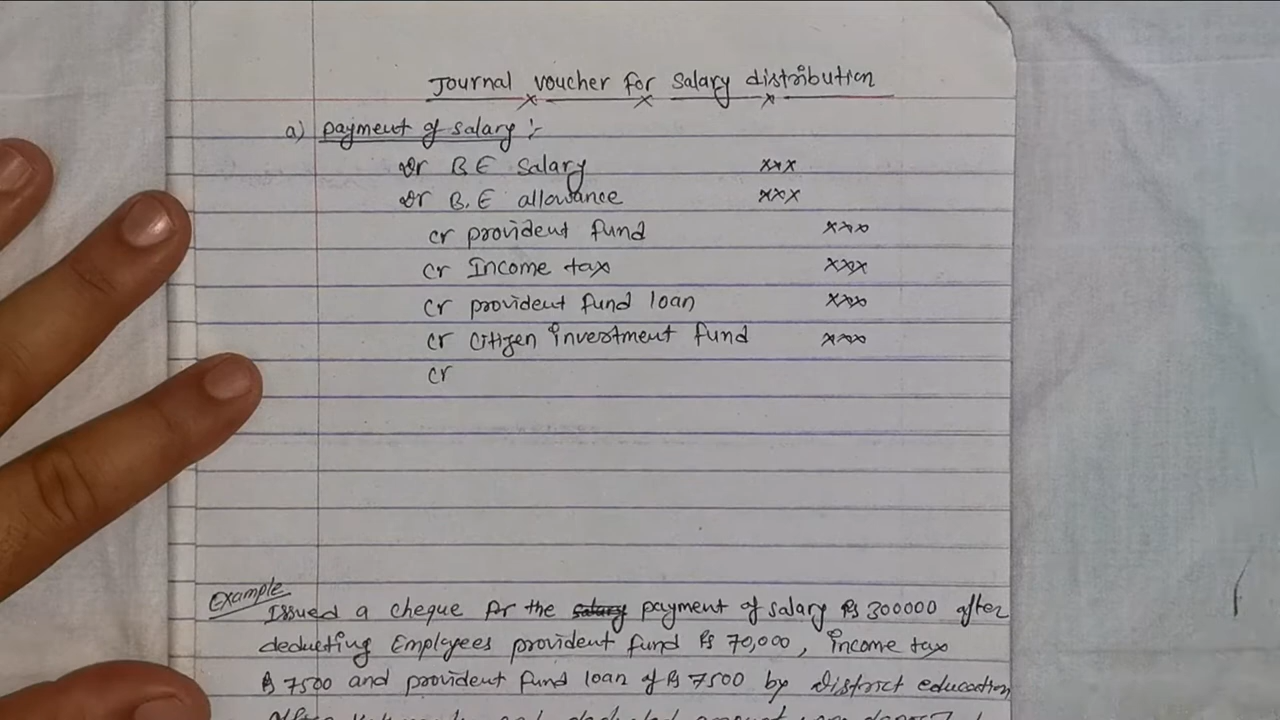 Journal voucher for salary distribution
a) payment of salary :-
Dr B.E salary xxx
Dr B.E allowance xxx
cr provident fund xxx
cr Income tax xxx
cr provident fund loan xxx
cr citizen investment fund xxx
cr
Example
Issued a cheque for the salary payment of salary Rs 300000 after
deducting Employees provident fund Rs 70,000, income tax
Rs 7500 and provident fund loan of Rs 7500 by District education